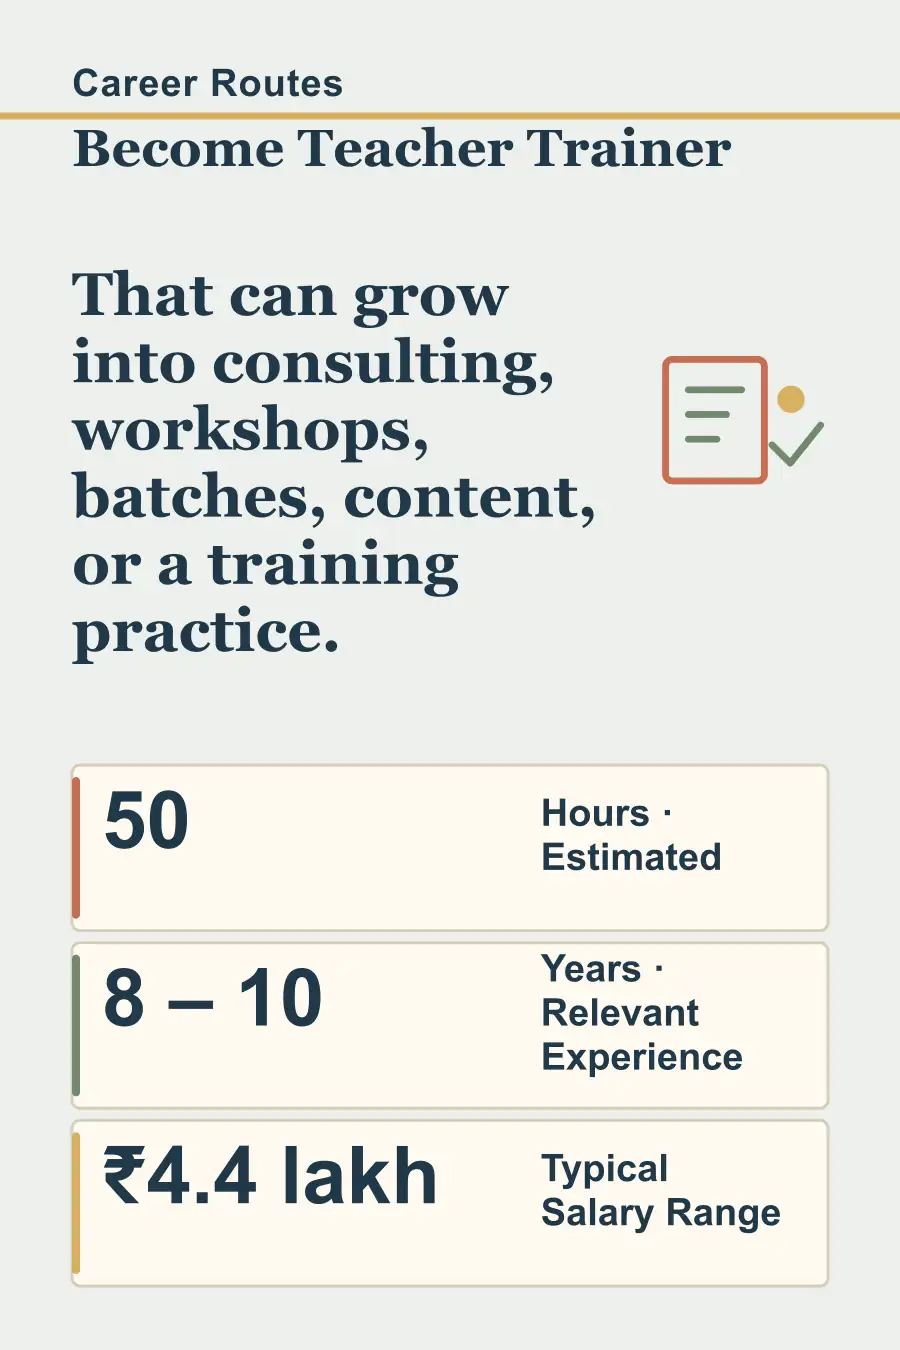 Career Routes
Become Teacher Trainer
That can grow
into consulting,
workshops,
batches, content,
or a training
practice.
50
Hours ·
Estimated
8 – 10
Years ·
Relevant
Experience
₹4.4 lakh
Typical
Salary Range